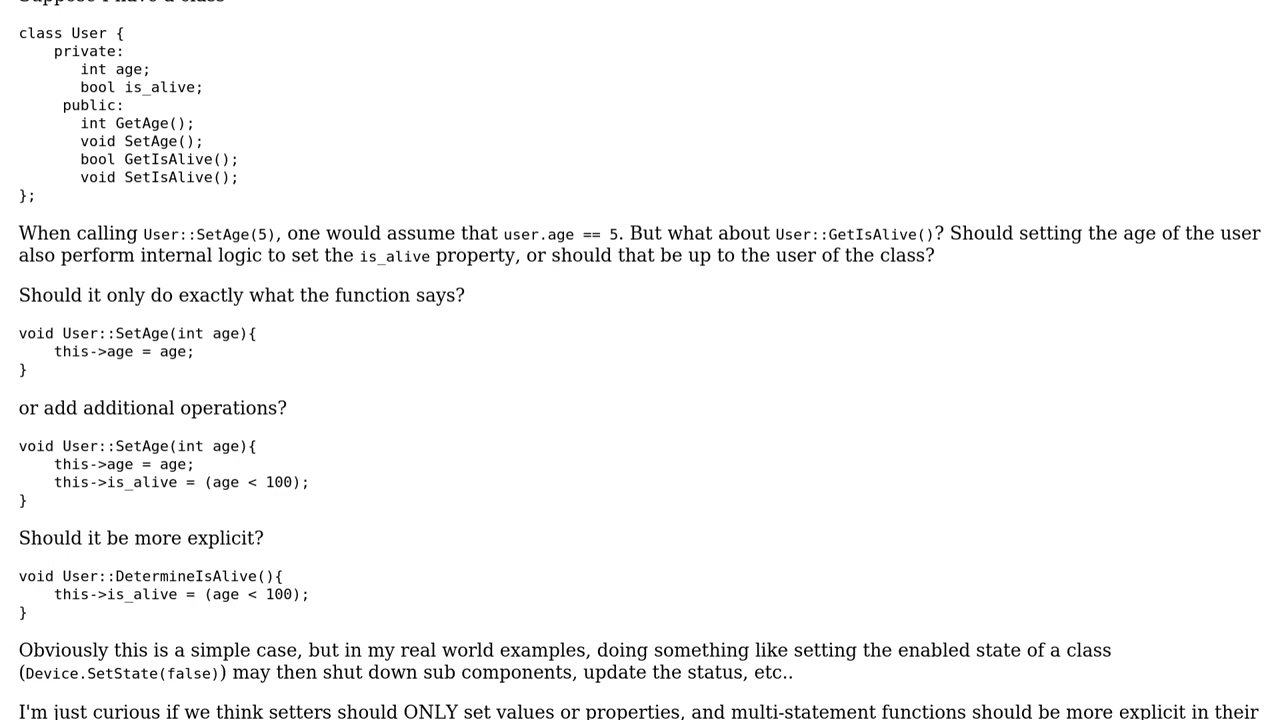 Suppose I have a class
class User {
    private:
       int age;
       bool is_alive;
     public:
       int GetAge();
       void SetAge();
       bool GetIsAlive();
       void SetIsAlive();
};
When calling User::SetAge(5), one would assume that user.age == 5. But what about User::GetIsAlive()? Should setting the age of the user
also perform internal logic to set the is_alive property, or should that be up to the user of the class?
Should it only do exactly what the function says?
void User::SetAge(int age){
    this->age = age;
}
or add additional operations?
void User::SetAge(int age){
    this->age = age;
    this->is_alive = (age < 100);
}
Should it be more explicit?
void User::DetermineIsAlive(){
    this->is_alive = (age < 100);
}
Obviously this is a simple case, but in my real world examples, doing something like setting the enabled state of a class
(Device.SetState(false)) may then shut down sub components, update the status, etc..
I'm just curious if we think setters should ONLY set values or properties, and multi-statement functions should be more explicit in their